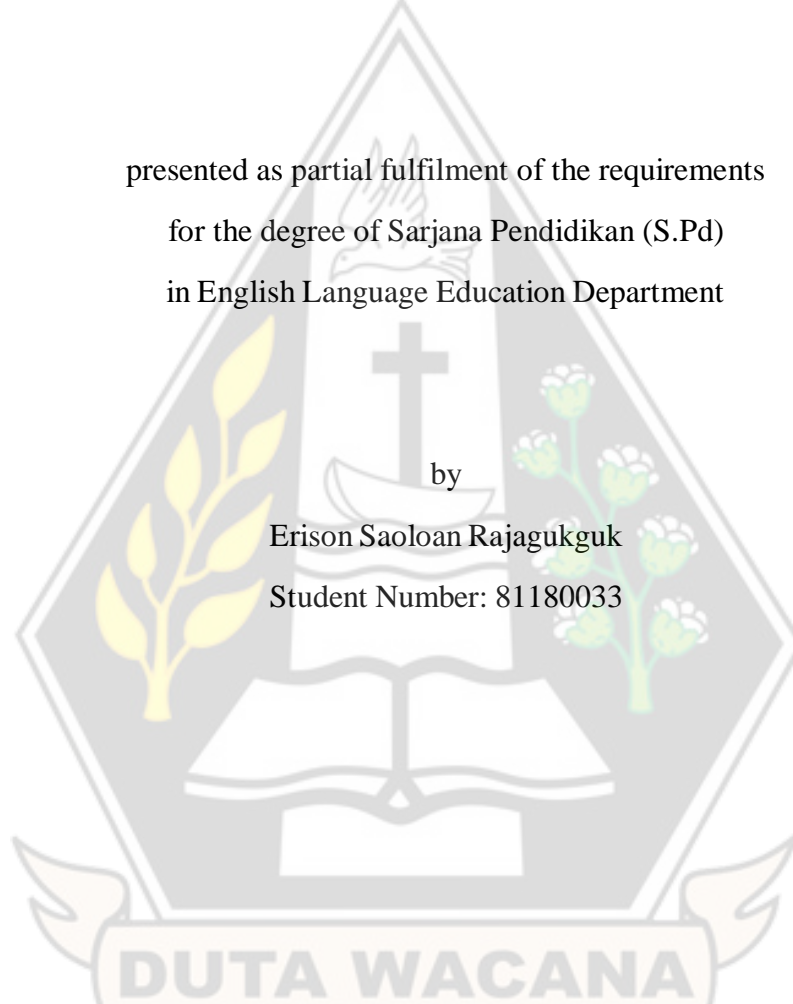 presented as partial fulfilment of the requirements
for the degree of Sarjana Pendidikan (S.Pd)
in English Language Education Department
by
Erison Saoloan Rajagukguk
Student Number: 81180033
DUTA WACANA